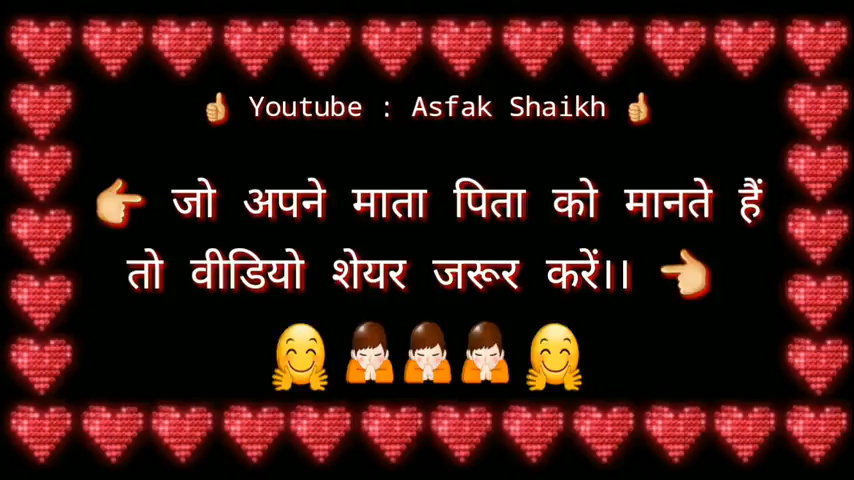 👍 Youtube : Asfak Shaikh 👍
👉 जो अपने माता पिता को मानते हैं
तो वीडियो शेयर जरूर करें।। 👈
🤗🙏🙏🙏🤗